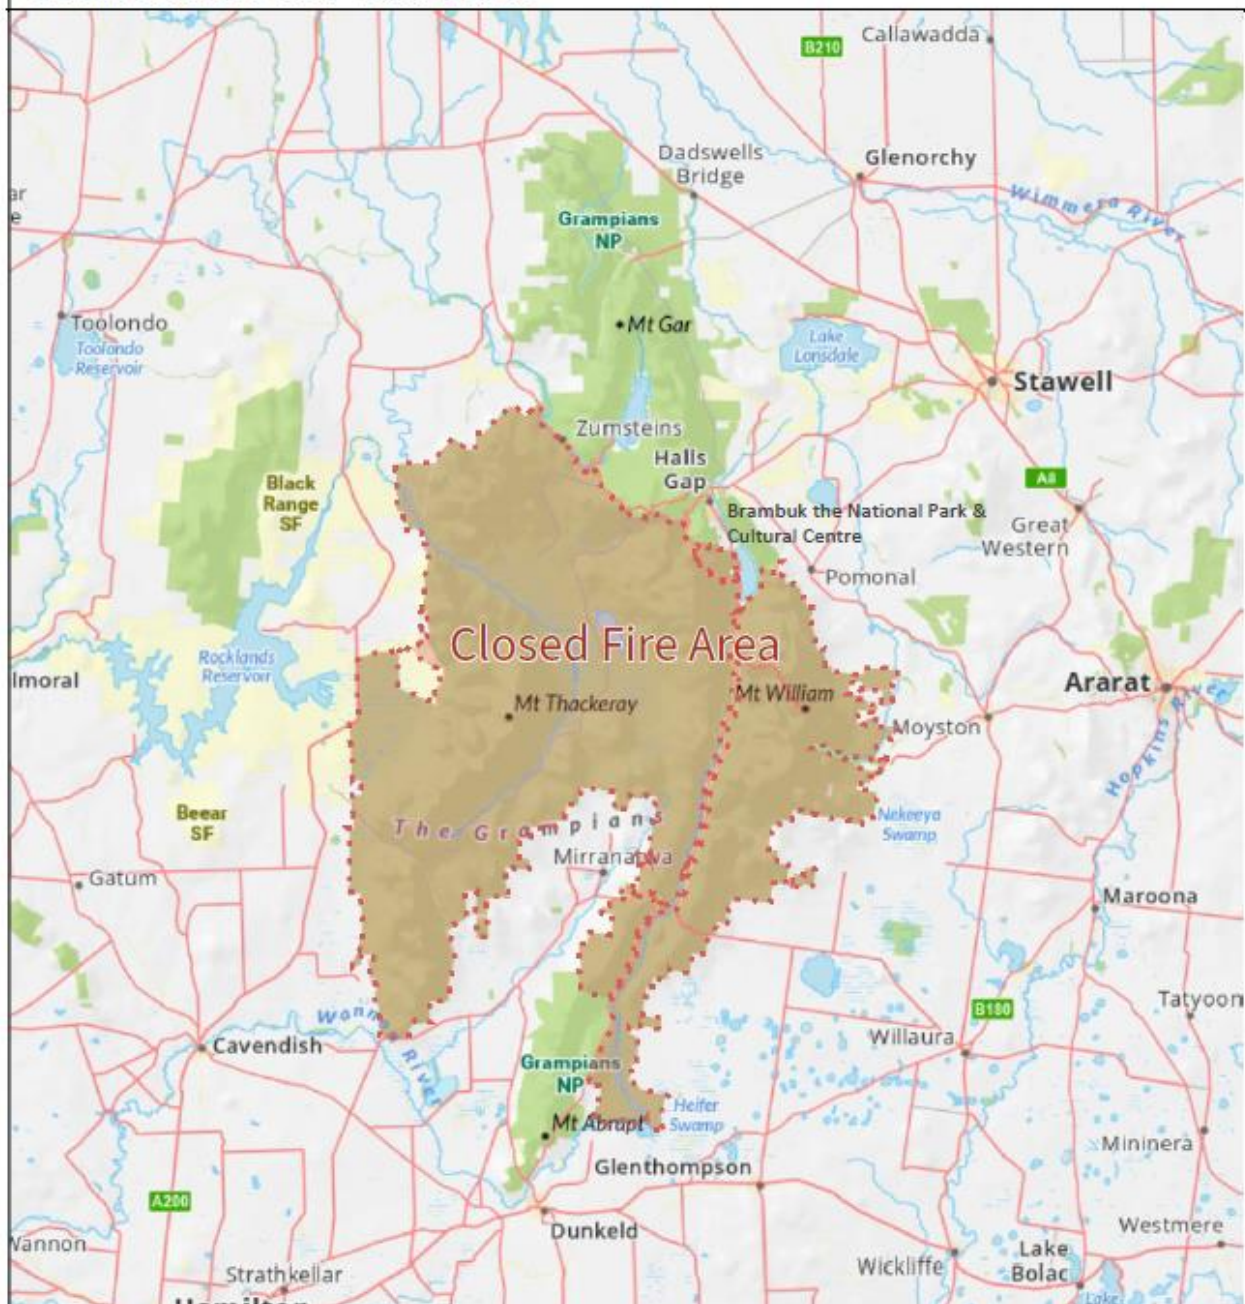 B210
Callawadda
Dadswells
Bridge
Glenorchy
Wimmera River
Grampians
NP
Mt Gar
Toolondo
Toolondo
Reservoir
Lake
Lonsdale
Stawell
Zumsteins
Halls
Gap
A8
Black
Range
SF
Brambuk the National Park &
Cultural Centre
Great
Western
Pomonal
Closed Fire Area
Rocklands
Reservoir
lmoral
Ararat
Mt William
Mt Thackeray
Moyston
Hopkins River
Beear
SF
The Grampians
Nekeeya
Swamp
Mirranatwa
Gatum
Maroona
Tatyoon
B180
Cavendish
River
Willaura
Grampians
NP
Heifer
Swamp
Mt Abrupt
Mininera
Glenthompson
A200
Dunkeld
Westmere
Wannon
Lake
Bolac
Wickliffe
Strathkellar
Lake